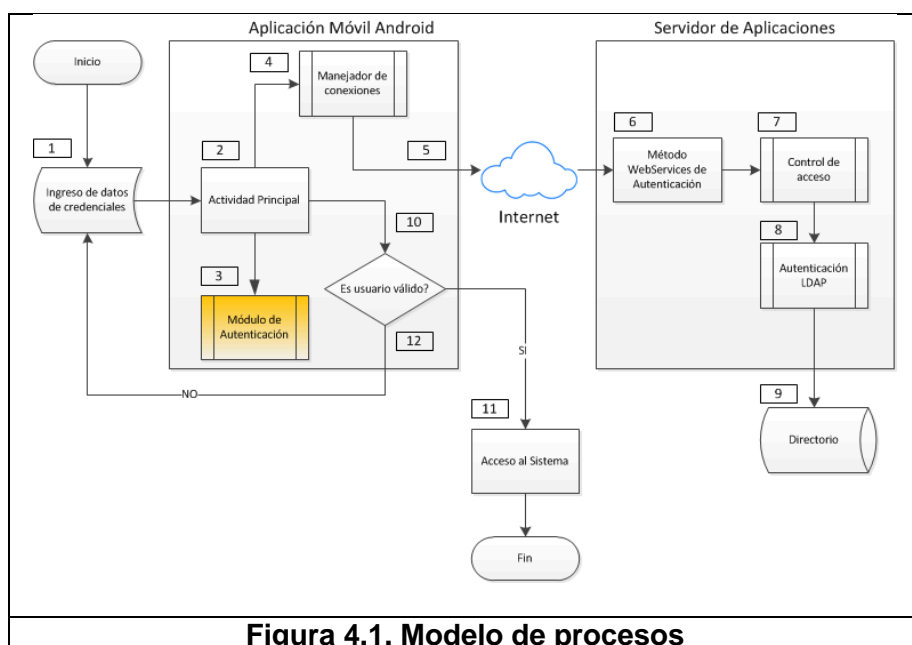 Aplicación Móvil Android
Servidor de Aplicaciones
Inicio
4
Manejador de
conexiones
1
2
5
6
7
Ingreso de datos
de credenciales
Actividad Principal
Internet
Método
WebServices de
Autenticación
Control de
acceso
10
8
3
Es usuario válido?
Autenticación
LDAP
Módulo de
Autenticación
12
SI
NO
11
9
Acceso al Sistema
Directorio
Fin
Figura 4.1. Modelo de procesos